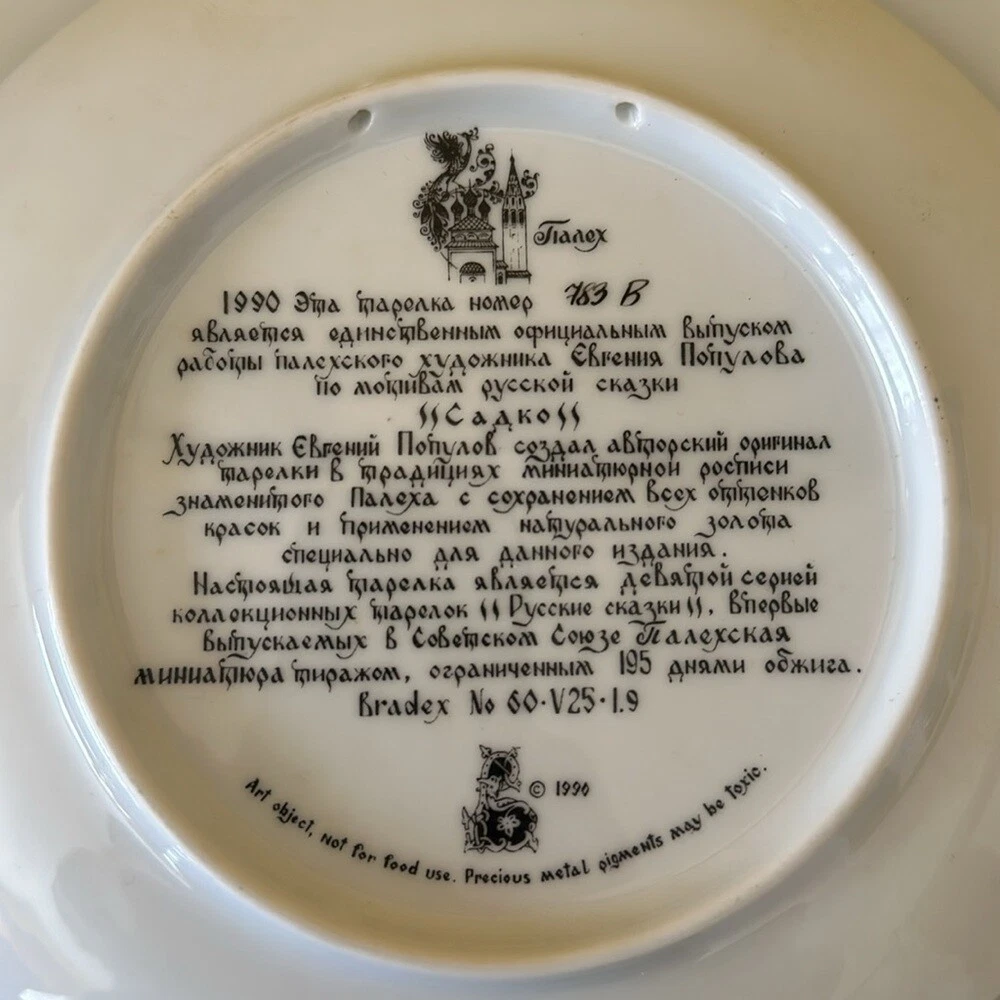 Палех
1990 Эта тарелка номер 783 В
является единственным официальным выпуском
работы палехского художника Евгения Популова
по мотивам русской сказки
"Садко"
Художник Евгений Популов создал авторский оригинал
тарелки в традициях миниатюрной росписи
знаменитого Палеха с сохранением всех оттенков
красок и применением натурального золота
специально для данного издания.
Настоящая тарелка является девятой серией
коллекционных тарелок "Русские сказки", впервые
выпускаемых в Советском Союзе Палехская
миниатюра тиражом, ограниченным 195 днями обжига.
Bradex No 60·V25·1.9
© 1990
Art object, not for food use. Precious metal pigments may be toxic.